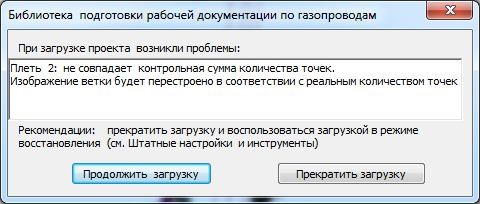 Библиотека подготовки рабочей документации по газопроводам
При загрузке проекта возникли проблемы:
Плеть 2: не совпадает контрольная сумма количества точек.
Изображение ветки будет перестроено в соответствии с реальным количеством точек
Рекомендации: прекратить загрузку и воспользоваться загрузкой в режиме
восстановления (см. Штатные настройки и инструменты)
Продолжить загрузку
Прекратить загрузку